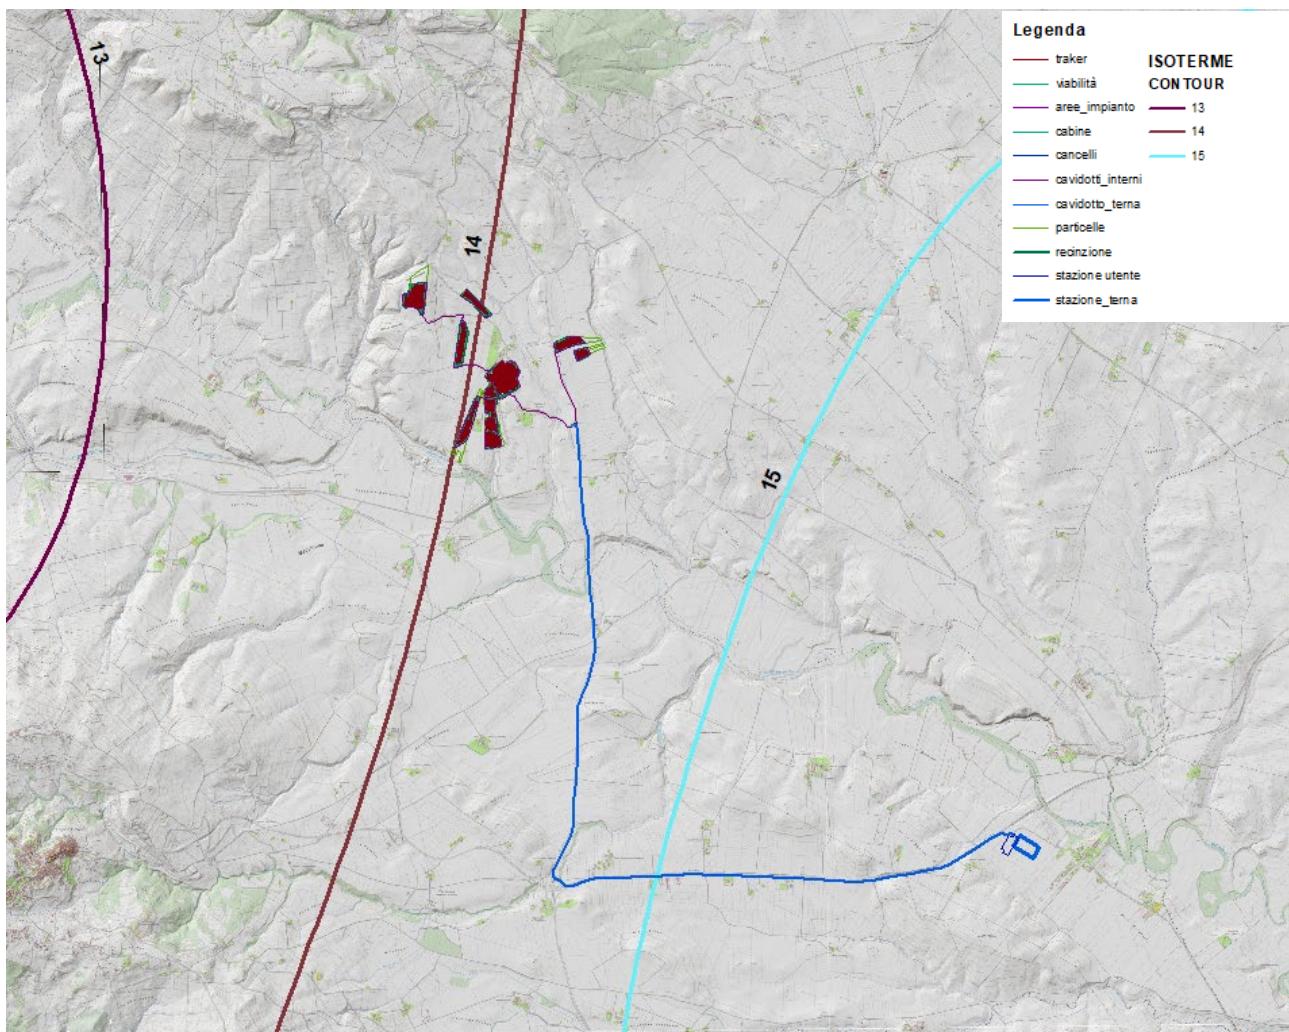 13
14
15
Legenda
traker
viabilità
aree_impianto
cabine
cancelli
cavidotti_interni
cavidotto_terna
particelle
recinzione
stazione utente
stazione_terna
ISOTERME
CONTOUR
13
14
15